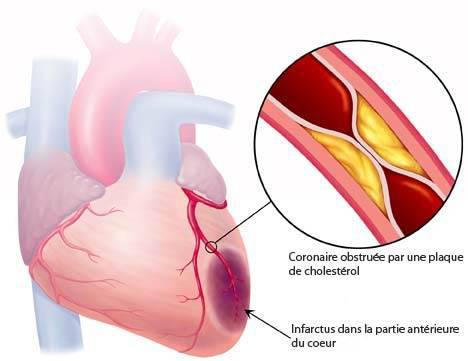 Coronaire obstruée par une plaque
de cholestérol
Infarctus dans la partie antérieure
du coeur